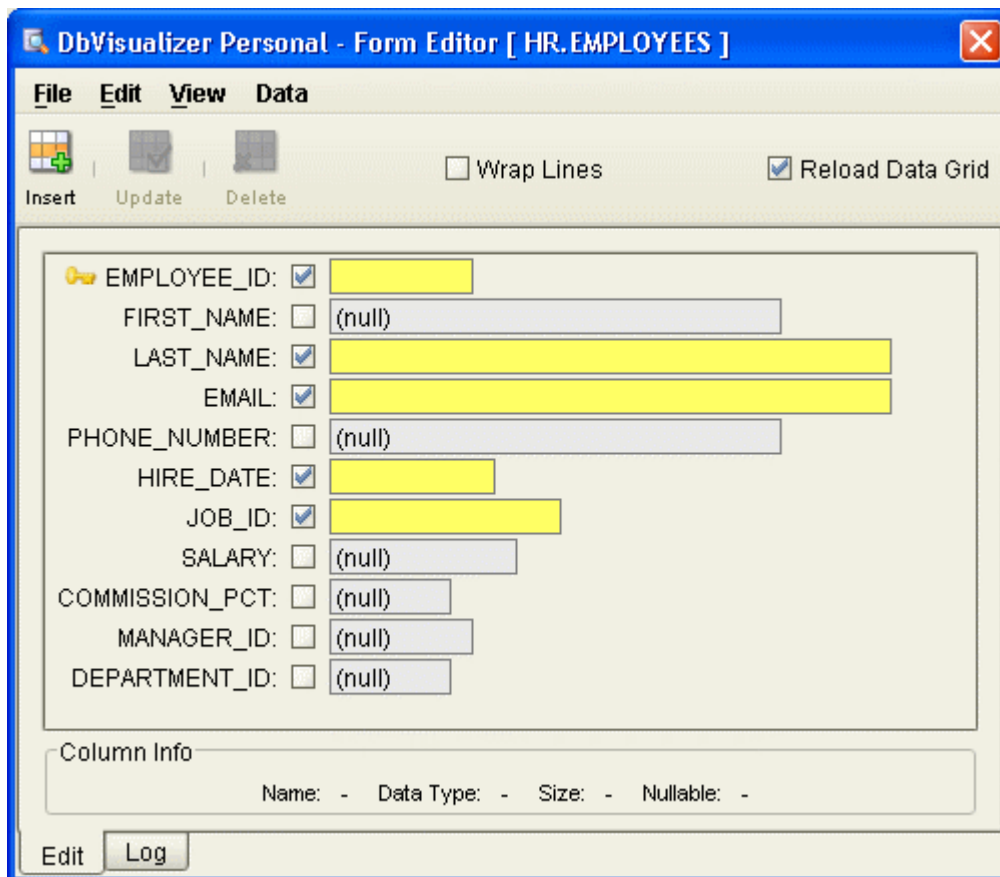 DbVisualizer Personal - Form Editor [ HR.EMPLOYEES ]
File Edit View Data
Insert Update Delete Wrap Lines Reload Data Grid
EMPLOYEE_ID:
FIRST_NAME: (null)
LAST_NAME:
EMAIL:
PHONE_NUMBER: (null)
HIRE_DATE:
JOB_ID:
SALARY: (null)
COMMISSION_PCT: (null)
MANAGER_ID: (null)
DEPARTMENT_ID: (null)
Column Info
Name: - Data Type: - Size: - Nullable: -
Edit Log